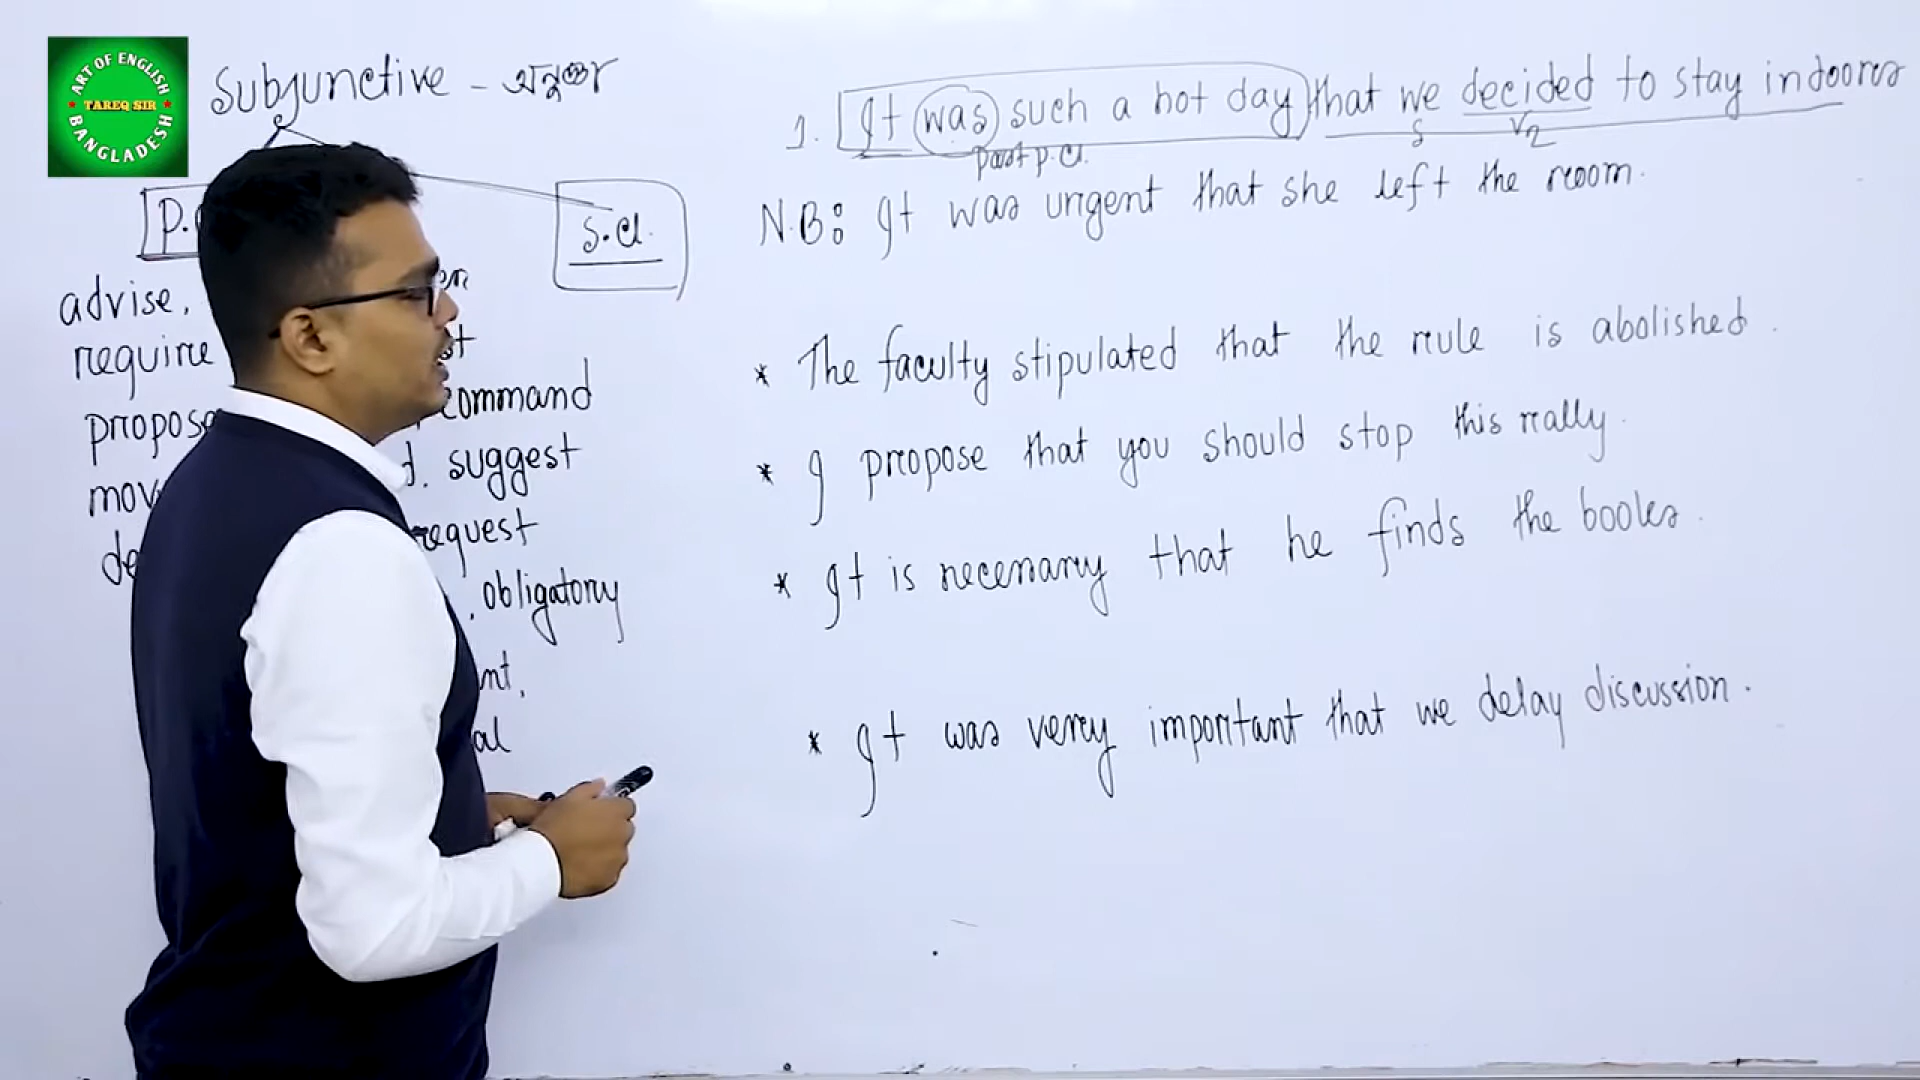 ART OF ENGLISH
TAREQ SIR
BANGLADESH
Subjunctive -
P.
S.Cl.
advise,
require
propose command
suggest
request
obligatory
1. It was such a hot day that we decided to stay indoors
past p. cl. S V2
N.B: It was urgent that she left the room.
* The faculty stipulated that the rule is abolished.
* I propose that you should stop this rally.
* It is necessary that he finds the books.
* It was very important that we delay discussion.